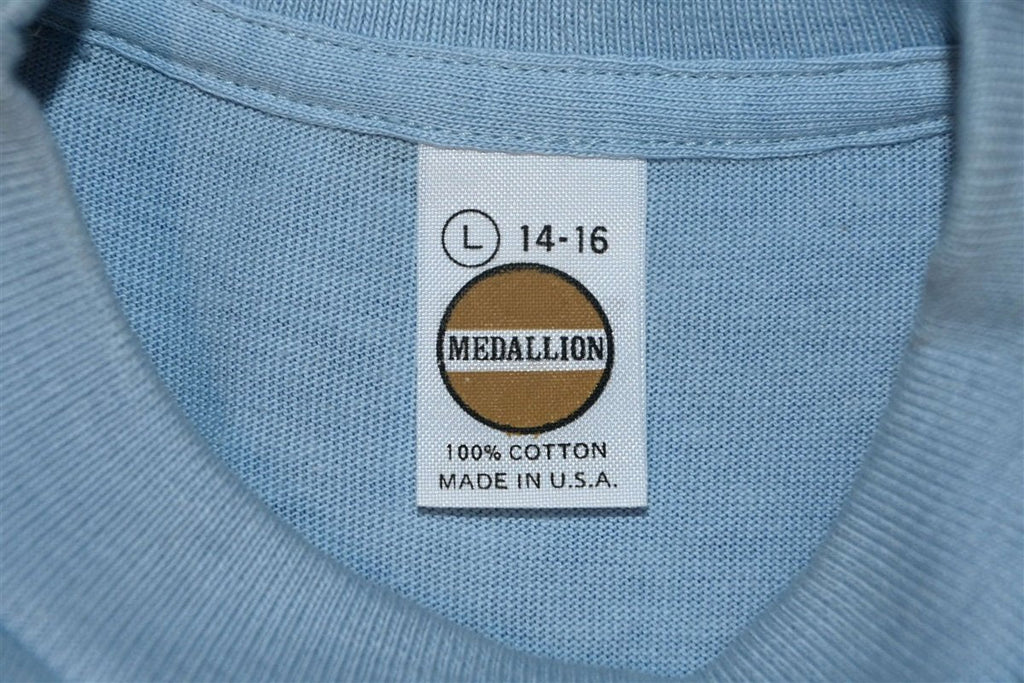 L 14-16
MEDALLION
100% COTTON
MADE IN U.S.A.